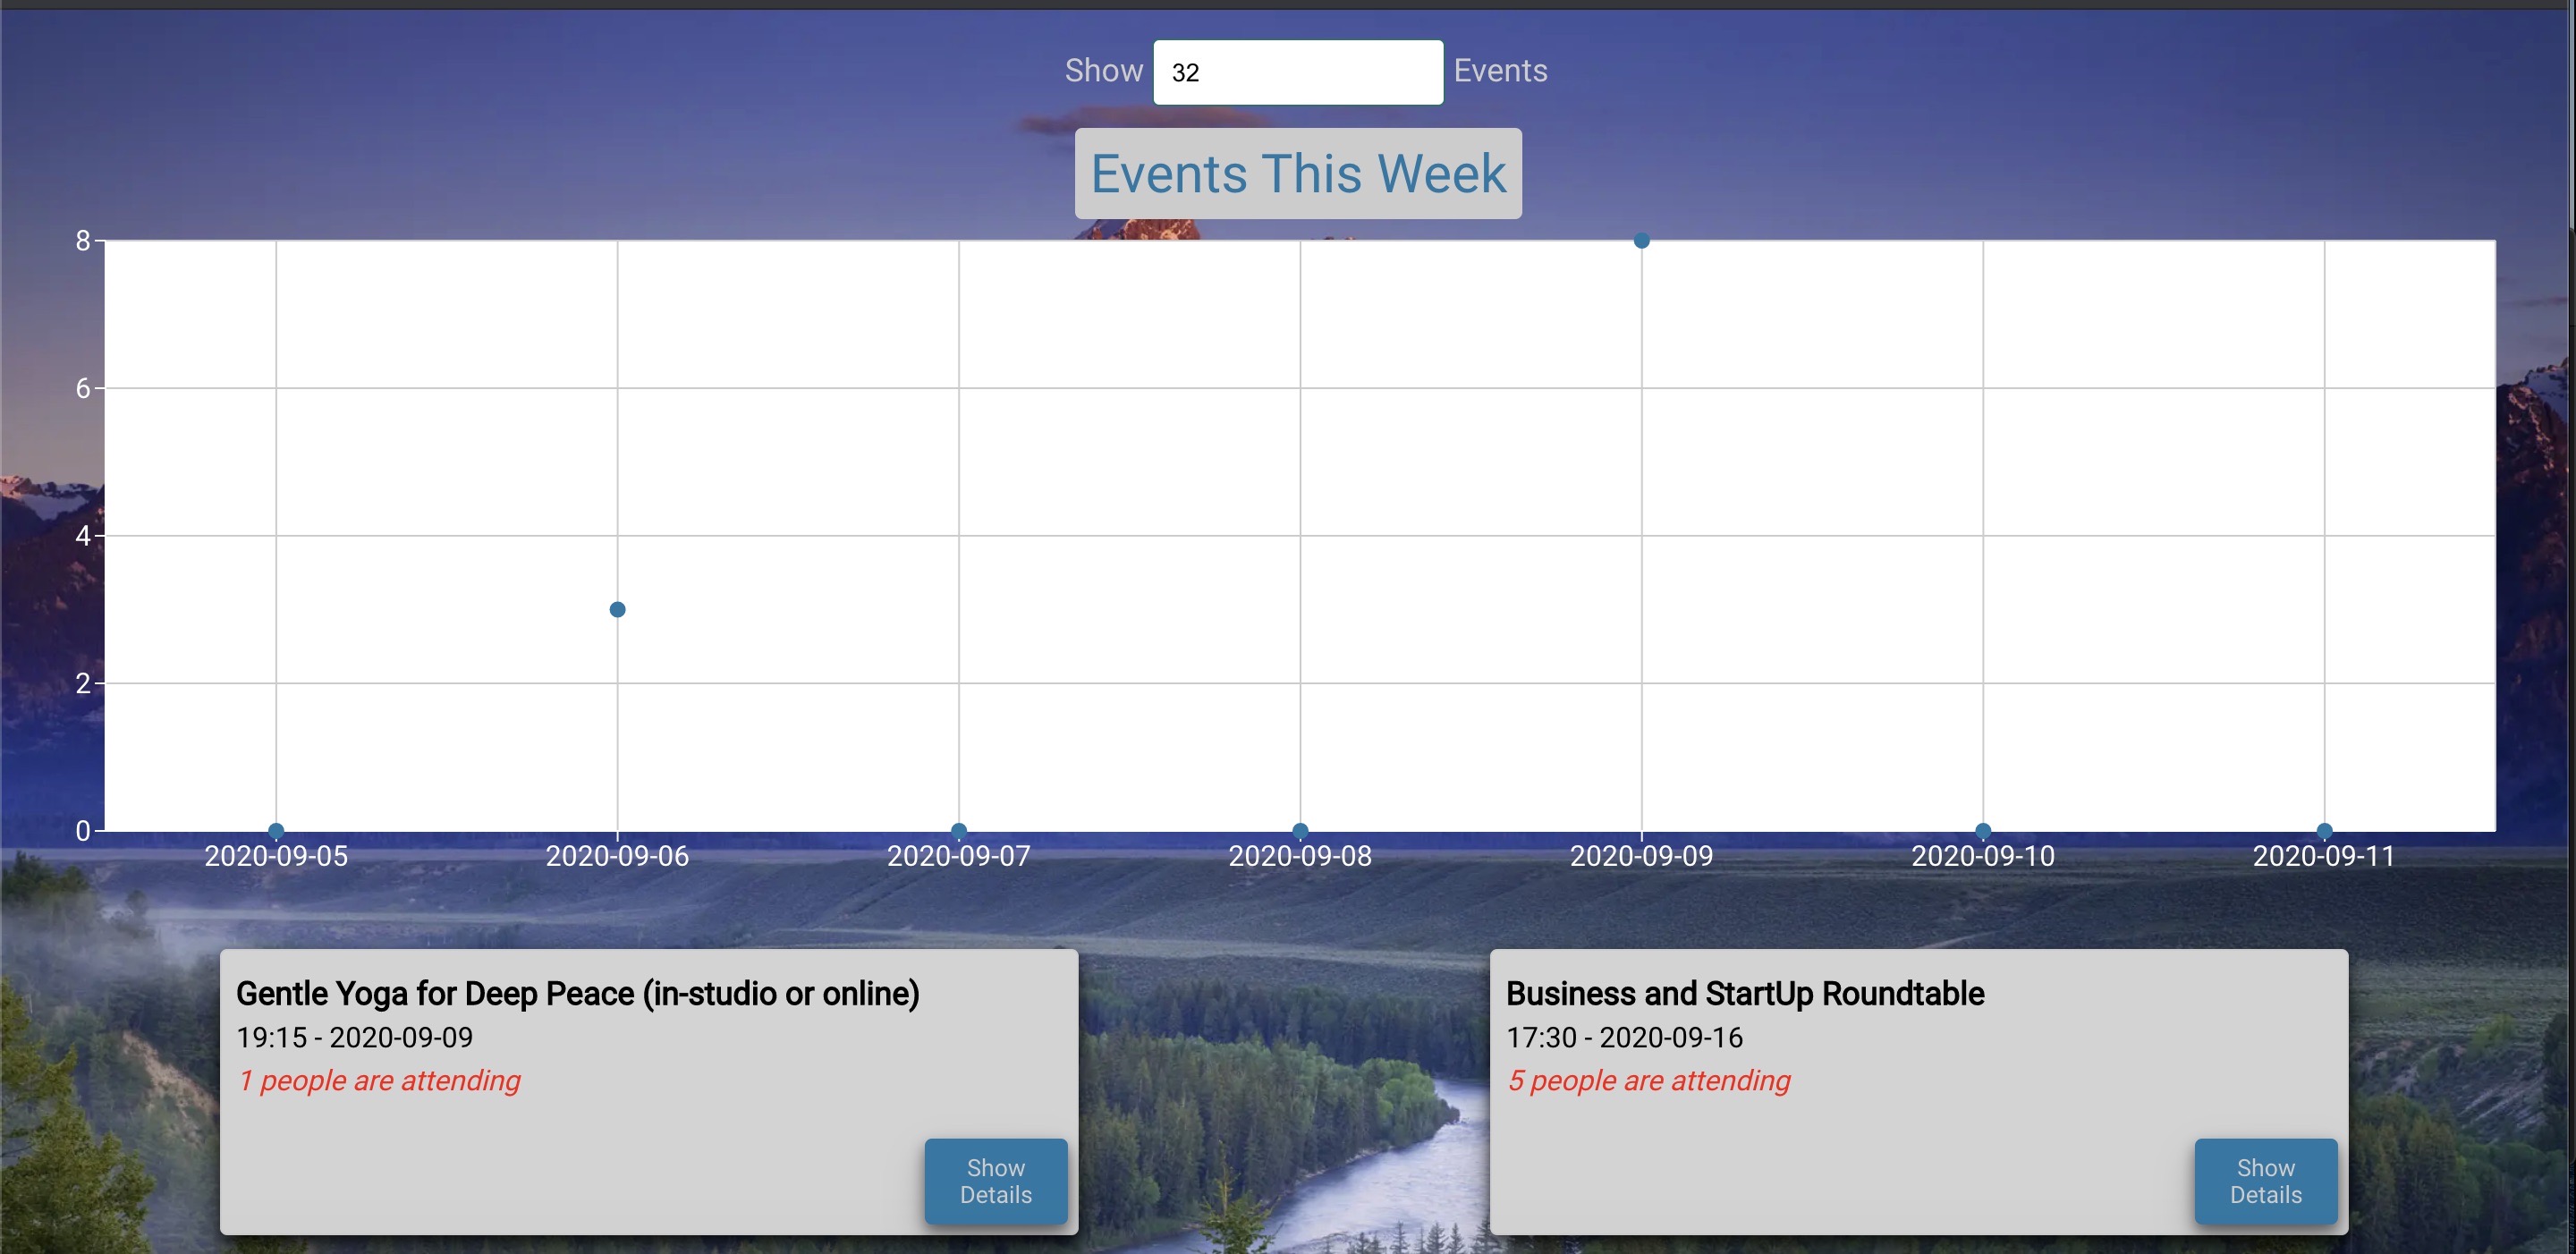 Show 32 Events
Events This Week
8
6
4
2
0
2020-09-05 2020-09-06 2020-09-07 2020-09-08 2020-09-09 2020-09-10 2020-09-11
Gentle Yoga for Deep Peace (in-studio or online)
19:15 - 2020-09-09
1 people are attending
Show
Details
Business and StartUp Roundtable
17:30 - 2020-09-16
5 people are attending
Show
Details